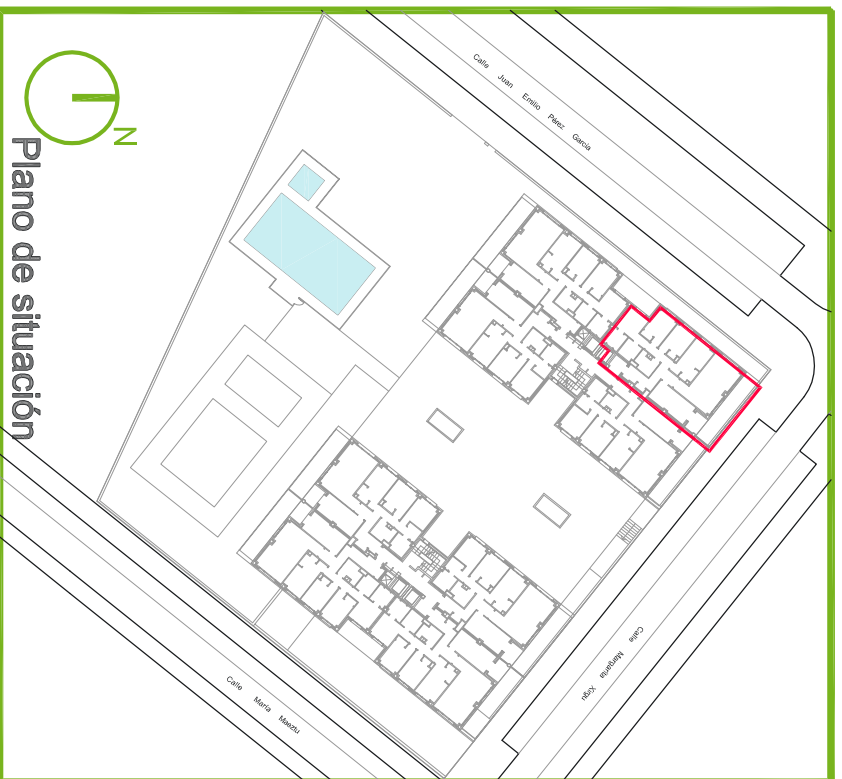 Calle Juan Emilio Pérez García
N
Plano de situación
Calle Margarita Xirgu
Calle María Maeztu